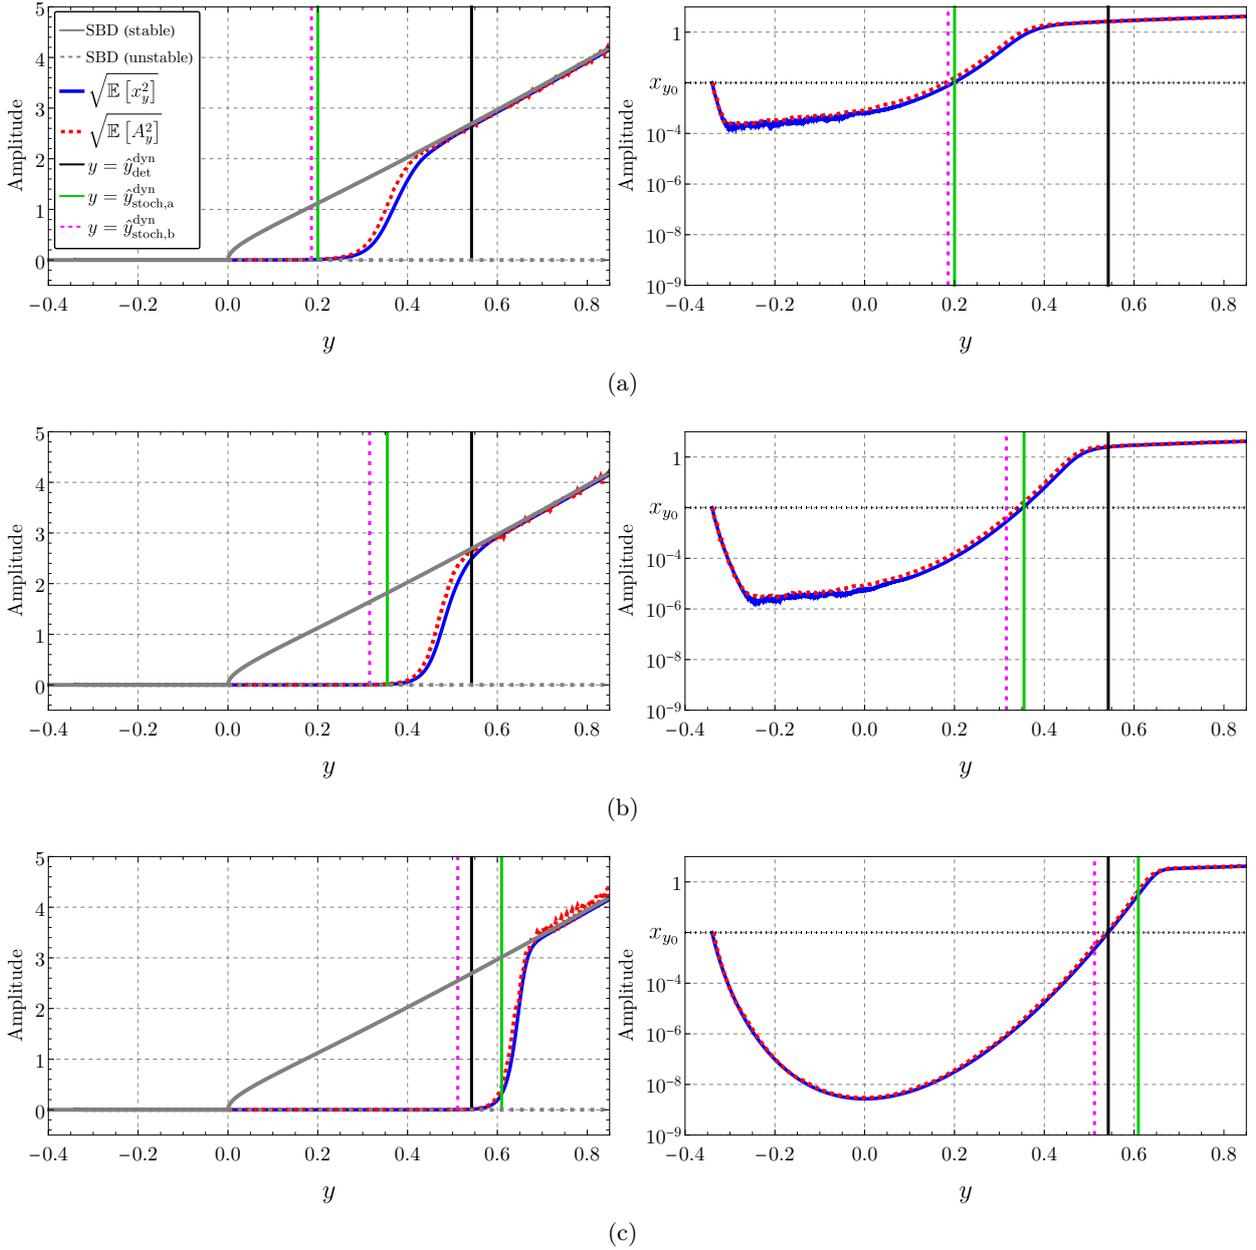 5
4
3
2
1
0
Amplitude
SBD (stable)
SBD (unstable)
√𝔼[x_y^2]
√𝔼[A_y^2]
y = ŷ_det^dyn
y = ŷ_stoch,a^dyn
y = ŷ_stoch,b^dyn
−0.4 −0.2 0.0 0.2 0.4 0.6 0.8
y
1
x_{y_0}
10^−4
10^−6
10^−8
10^−9
Amplitude
−0.4 −0.2 0.0 0.2 0.4 0.6 0.8
y
(a)
5
4
3
2
1
0
Amplitude
−0.4 −0.2 0.0 0.2 0.4 0.6 0.8
y
1
x_{y_0}
10^−4
10^−6
10^−8
10^−9
Amplitude
−0.4 −0.2 0.0 0.2 0.4 0.6 0.8
y
(b)
5
4
3
2
1
0
Amplitude
−0.4 −0.2 0.0 0.2 0.4 0.6 0.8
y
1
x_{y_0}
10^−4
10^−6
10^−8
10^−9
Amplitude
−0.4 −0.2 0.0 0.2 0.4 0.6 0.8
y
(c)